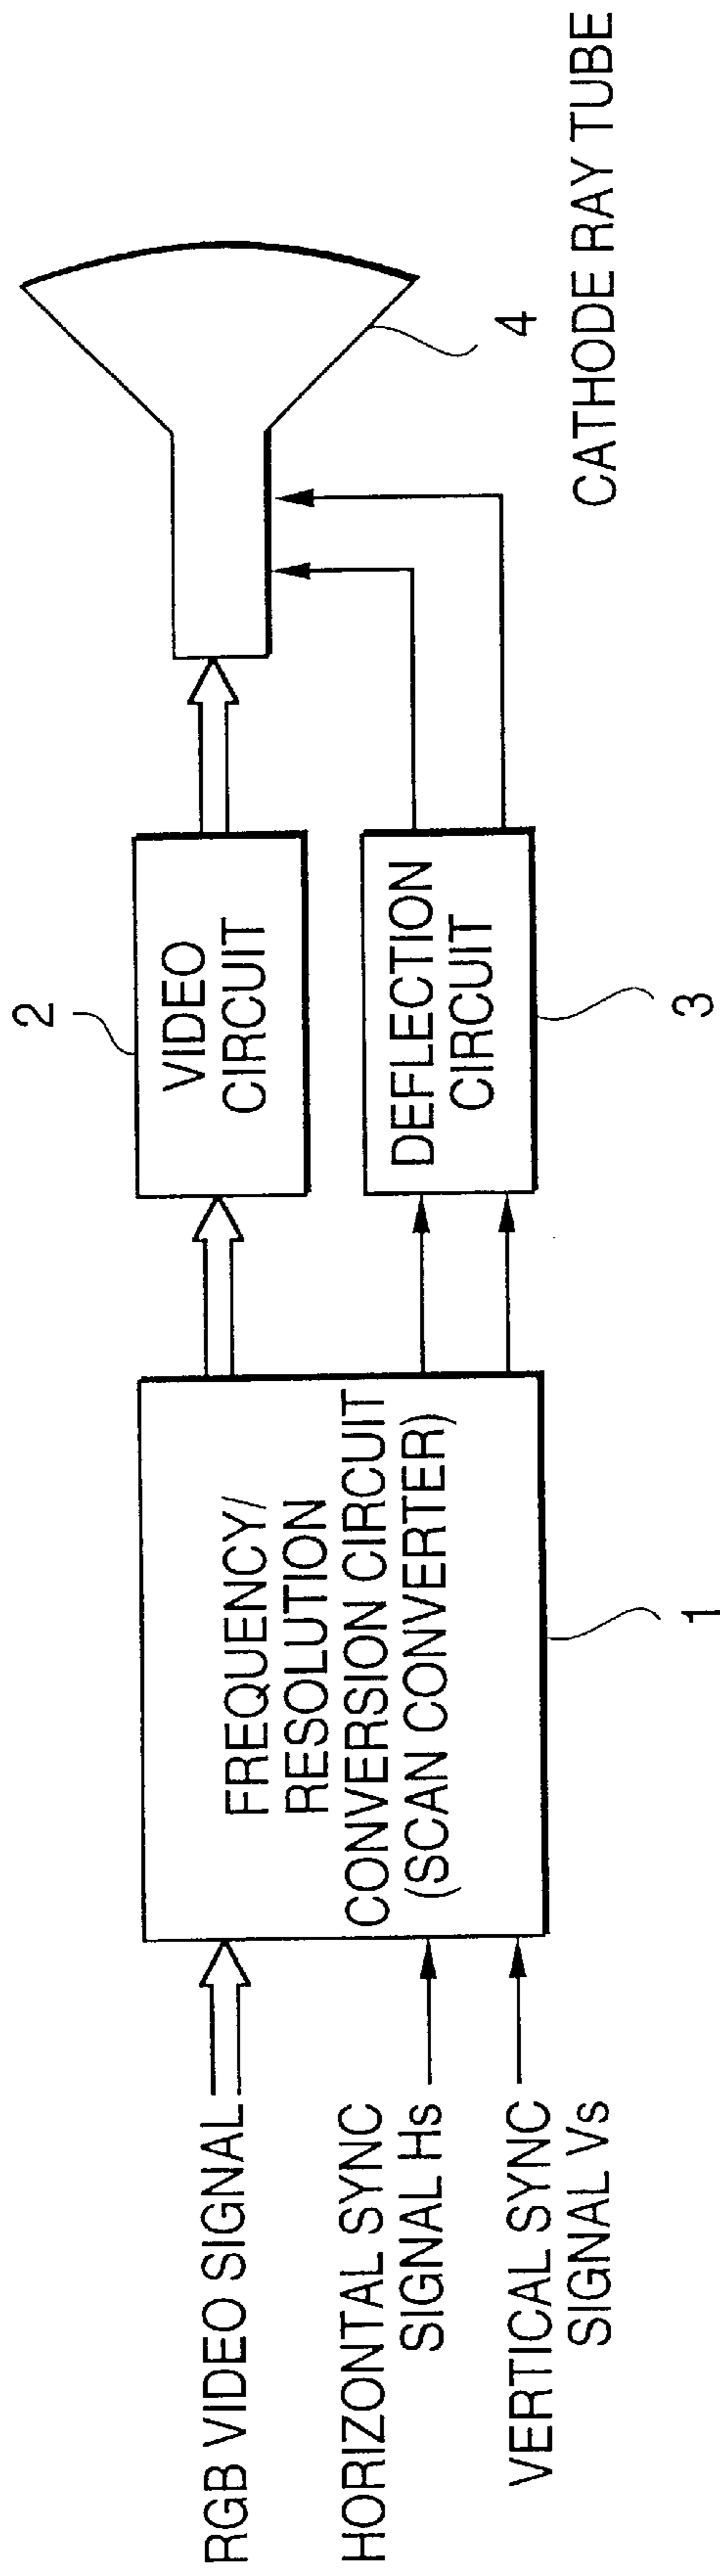 RGB VIDEO SIGNAL
HORIZONTAL SYNC
SIGNAL Hs
VERTICAL SYNC
SIGNAL Vs
FREQUENCY/
RESOLUTION
CONVERSION CIRCUIT
(SCAN CONVERTER)
1
2
VIDEO
CIRCUIT
DEFLECTION
CIRCUIT
3
4
CATHODE RAY TUBE